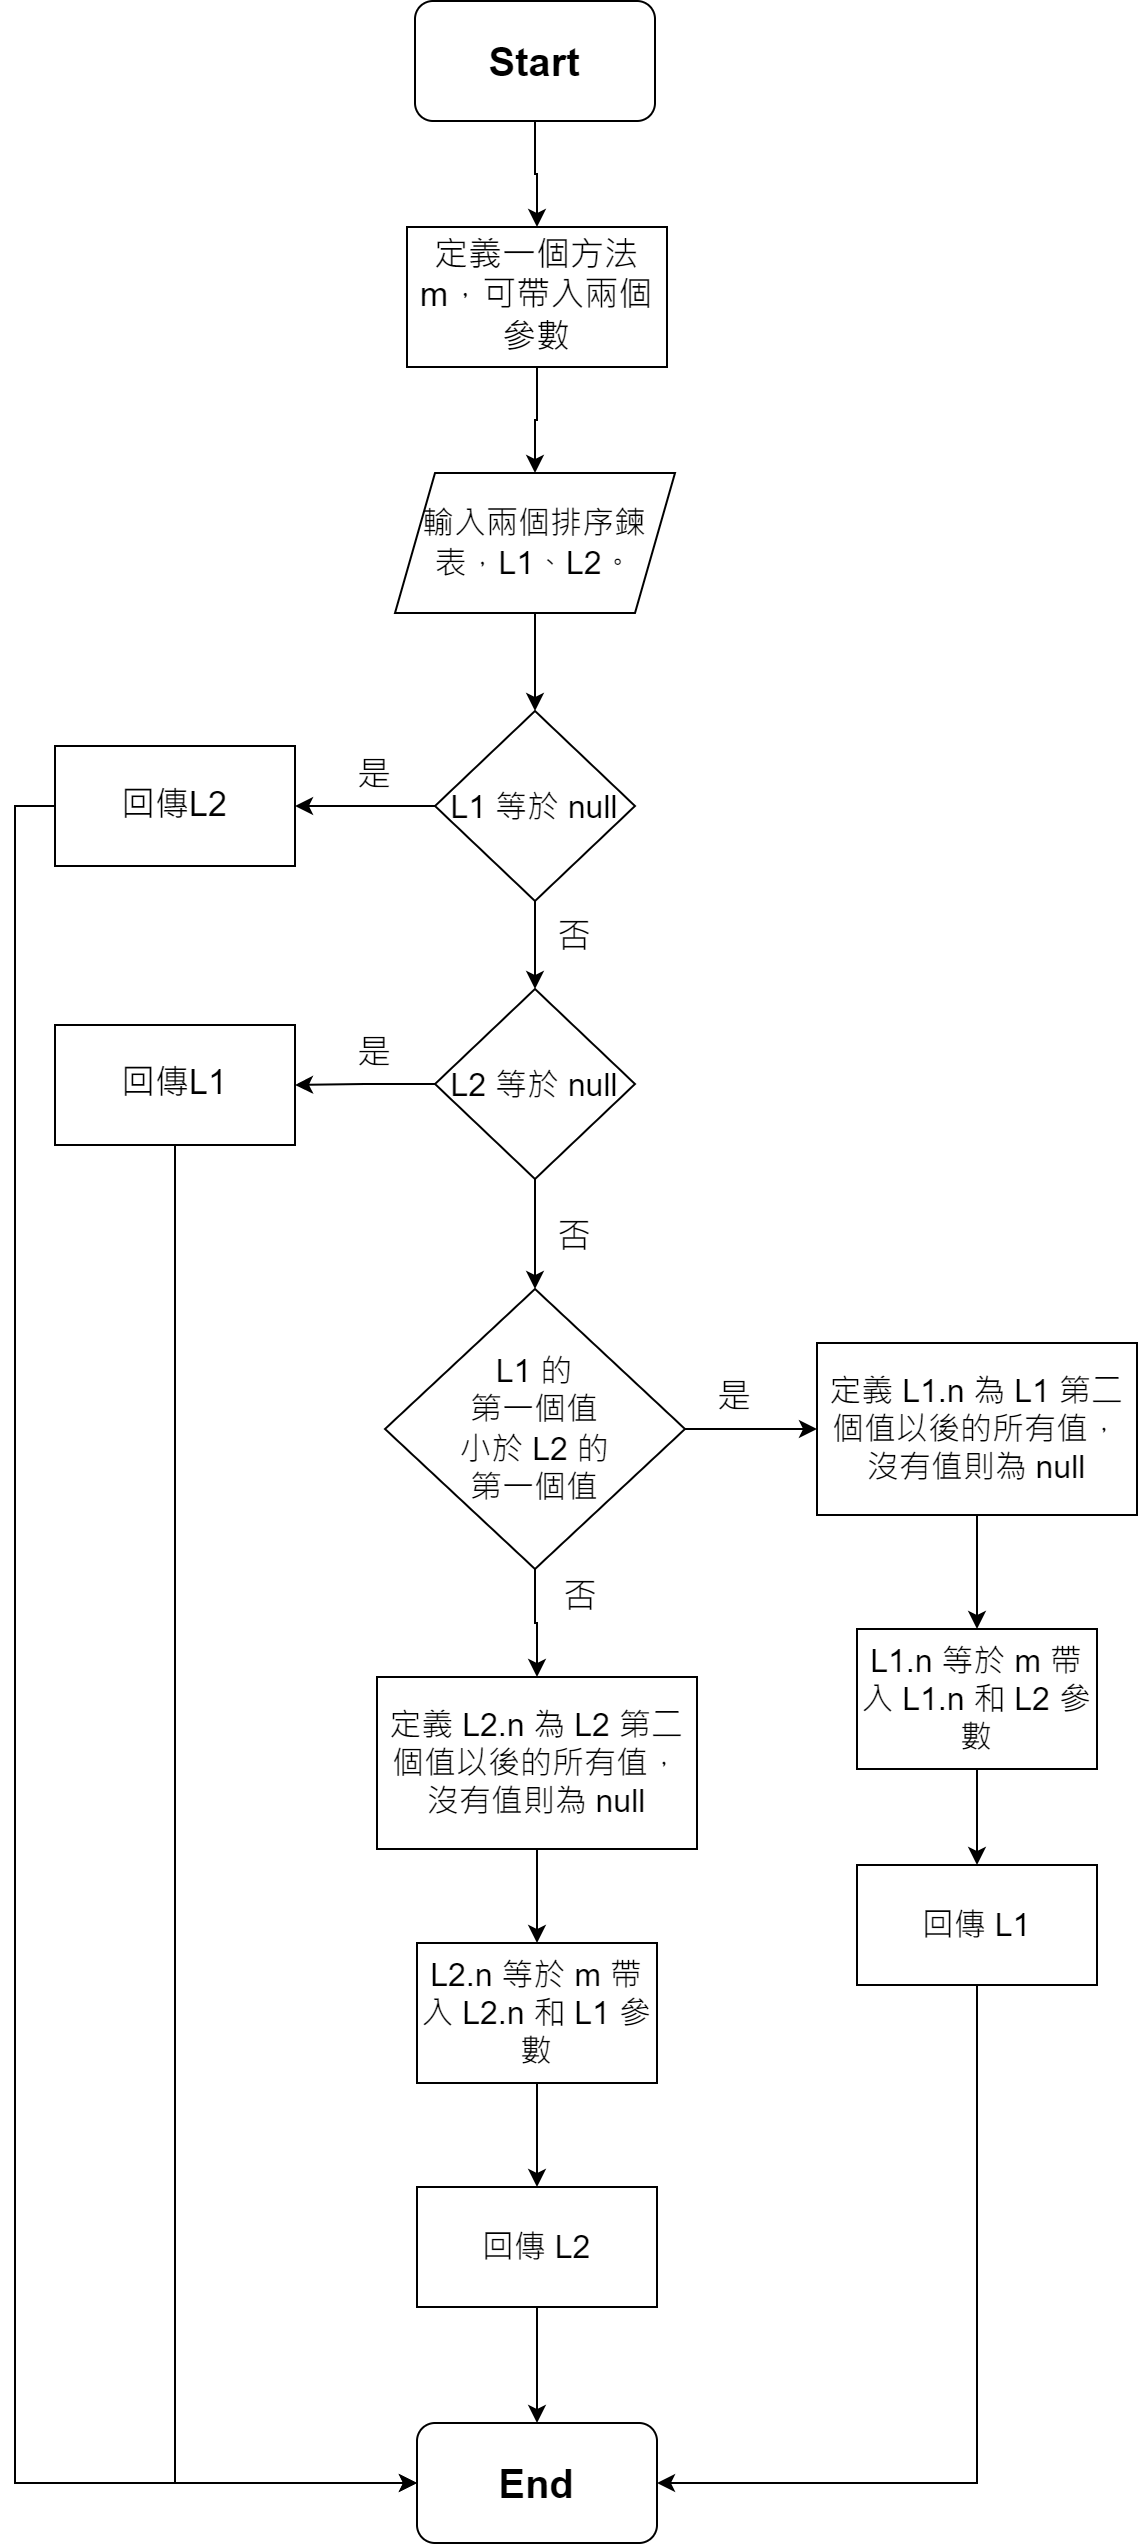 Start
定義一個方法
m，可帶入兩個
參數
輸入兩個排序鍊
表，L1、L2。
是
回傳L2
L1 等於 null
否
是
回傳L1
L2 等於 null
否
L1 的
第一個值
小於 L2 的
第一個值
是
定義 L1.n 為 L1 第二
個值以後的所有值，
沒有值則為 null
否
L1.n 等於 m 帶
入 L1.n 和 L2 參
數
定義 L2.n 為 L2 第二
個值以後的所有值，
沒有值則為 null
回傳 L1
L2.n 等於 m 帶
入 L2.n 和 L1 參
數
回傳 L2
End